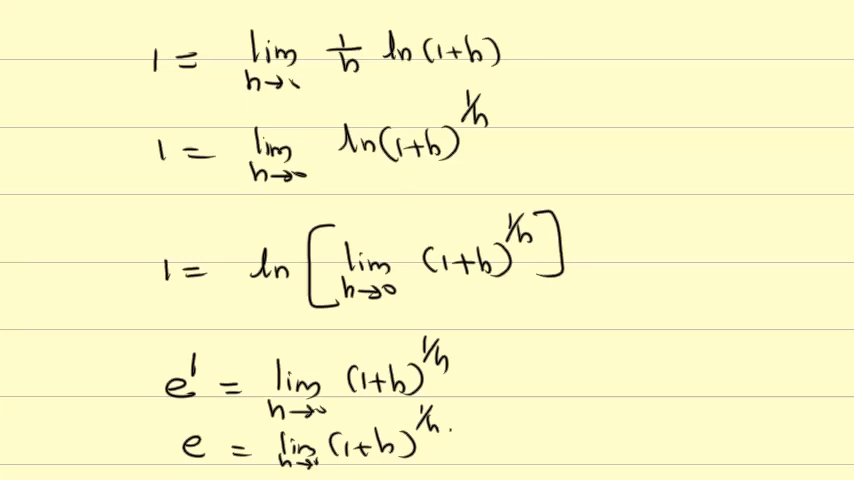 1 = lim h→0 1/h ln(1+h)
1 = lim h→0 ln(1+h)^1/h
1 = ln[lim h→0 (1+h)^1/h]
e^1 = lim h→0 (1+h)^1/h
e = lim h→0 (1+h)^1/h.